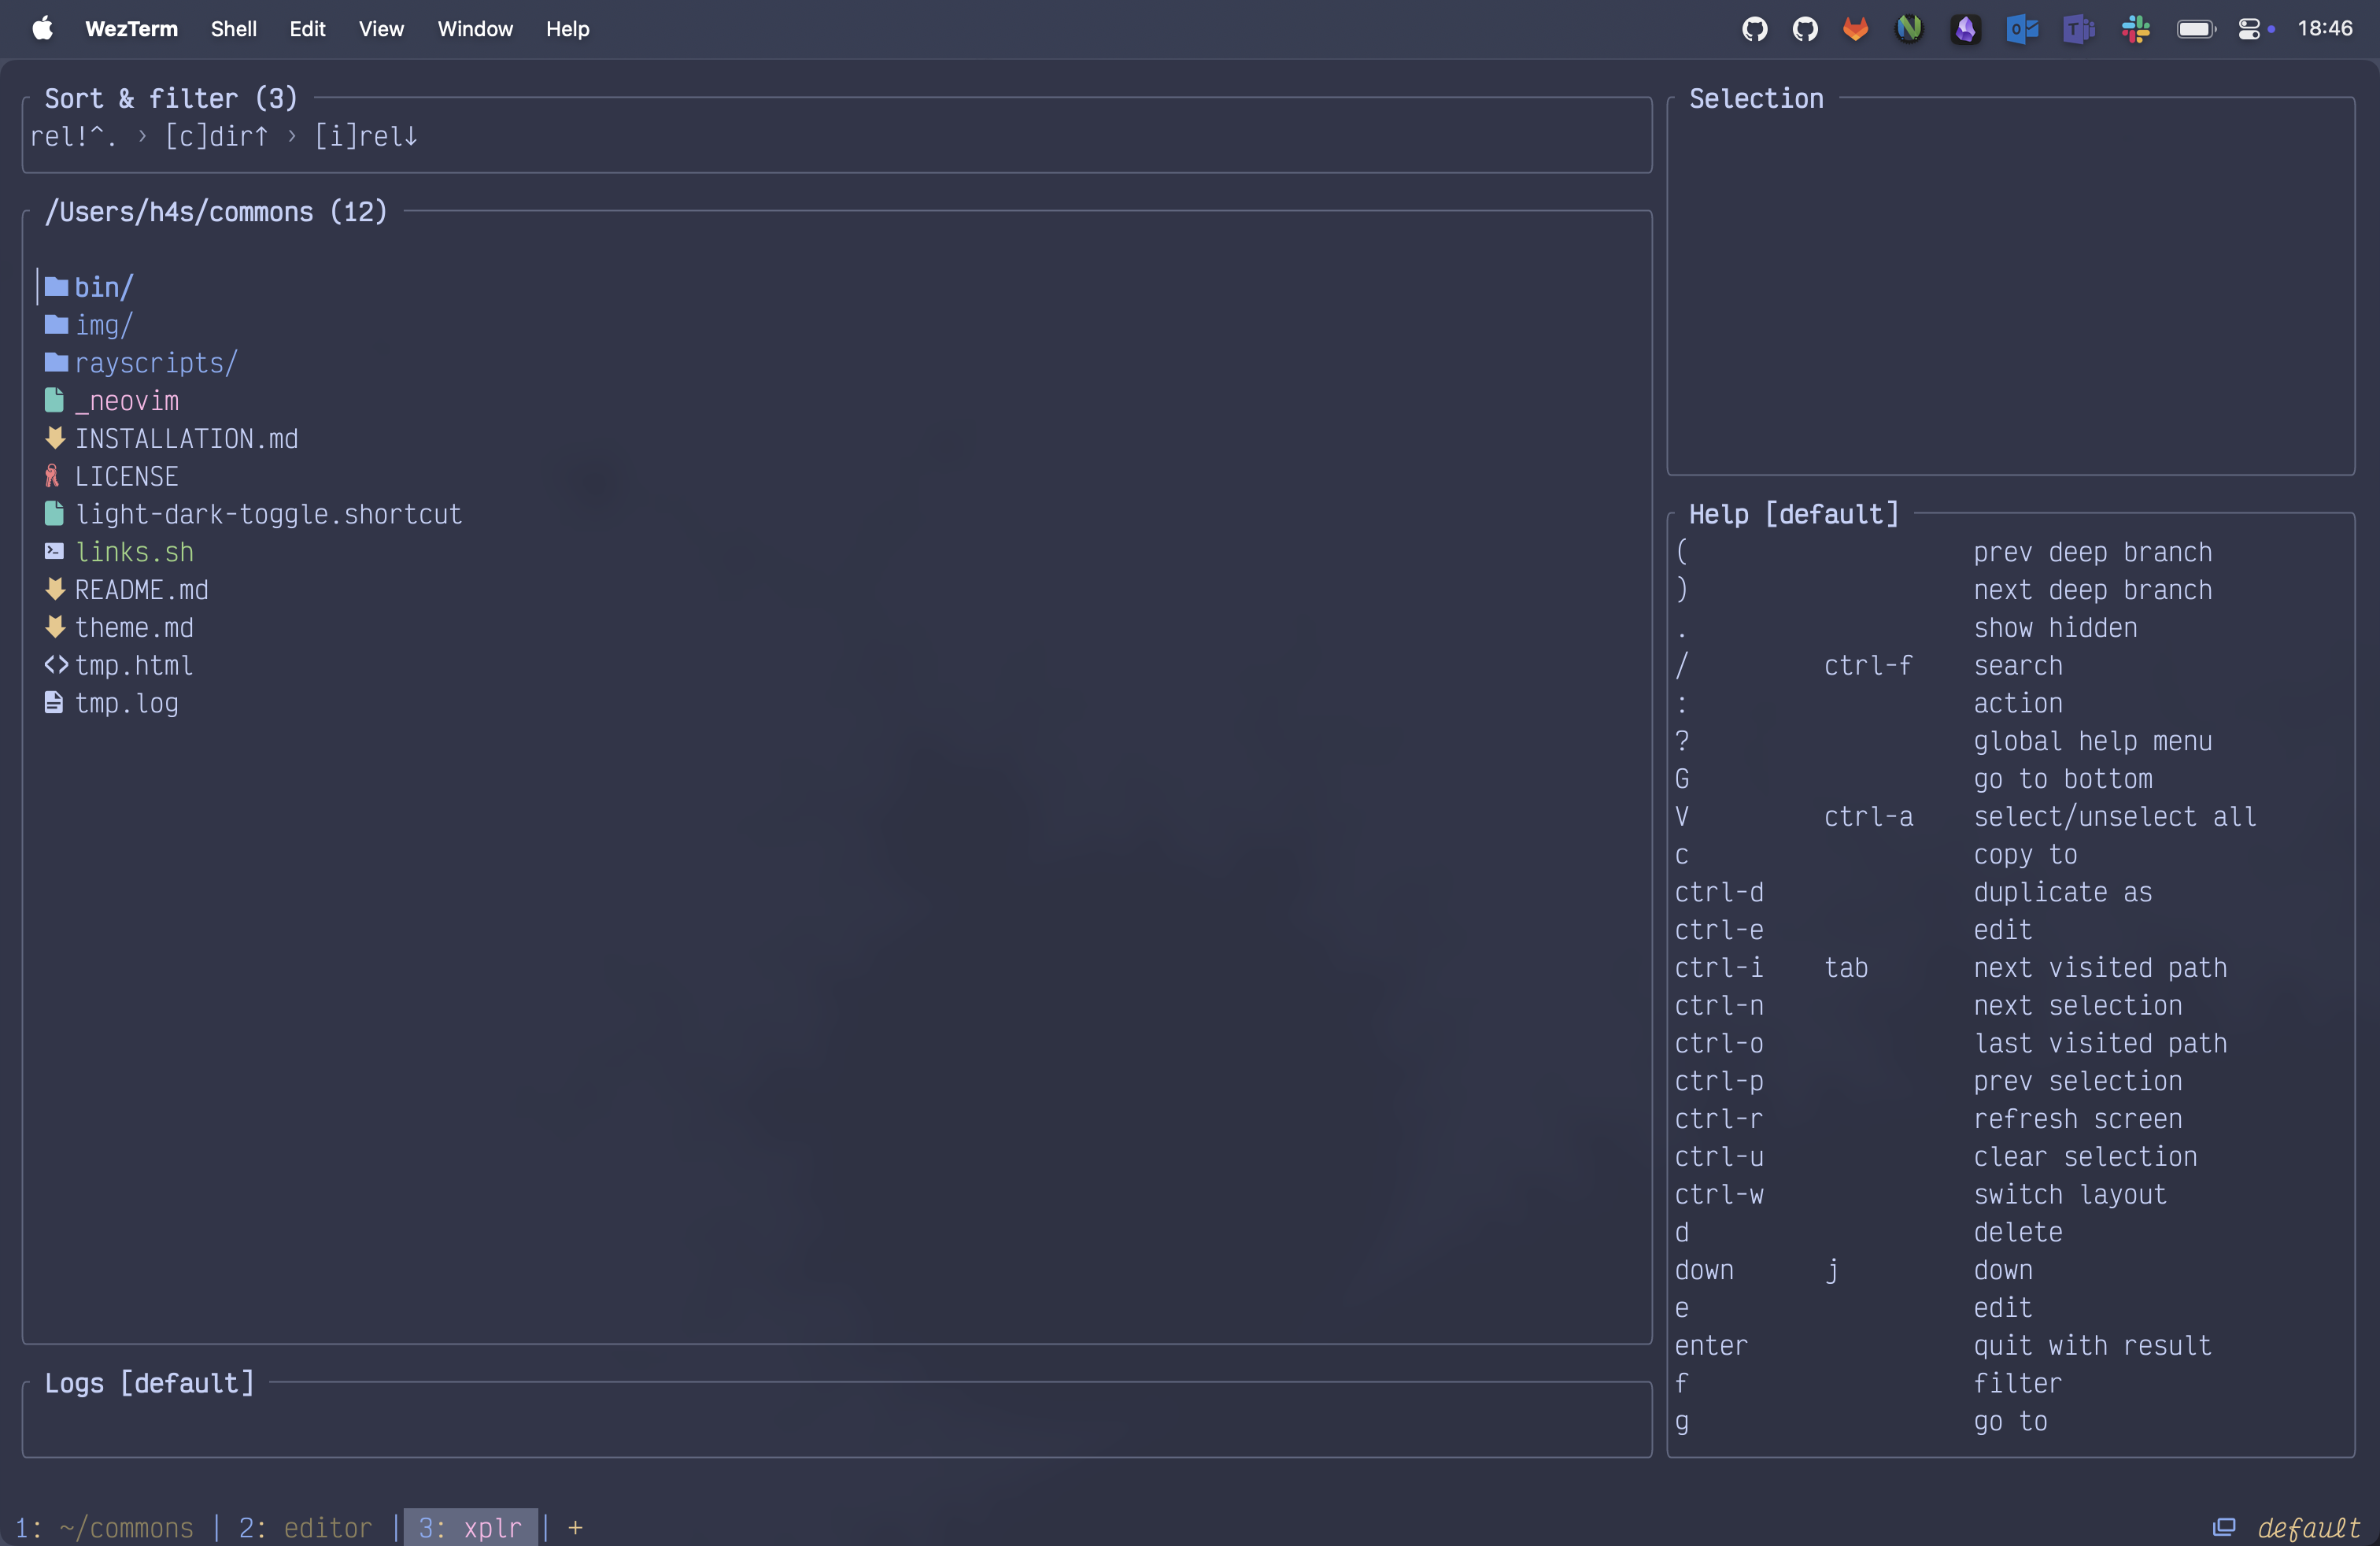 WezTerm Shell Edit View Window Help 18:46
Sort & filter (3)
rel!^. › [c]dir↑ › [i]rel↓
/Users/h4s/commons (12)
bin/
img/
rayscripts/
_neovim
INSTALLATION.md
LICENSE
light-dark-toggle.shortcut
links.sh
README.md
theme.md
tmp.html
tmp.log
Logs [default]
Selection
Help [default]
( prev deep branch
) next deep branch
. show hidden
/ ctrl-f search
: action
? global help menu
G go to bottom
V ctrl-a select/unselect all
c copy to
ctrl-d duplicate as
ctrl-e edit
ctrl-i tab next visited path
ctrl-n next selection
ctrl-o last visited path
ctrl-p prev selection
ctrl-r refresh screen
ctrl-u clear selection
ctrl-w switch layout
d delete
down j down
e edit
enter quit with result
f filter
g go to
1: ~/commons | 2: editor | 3: xplr | + default